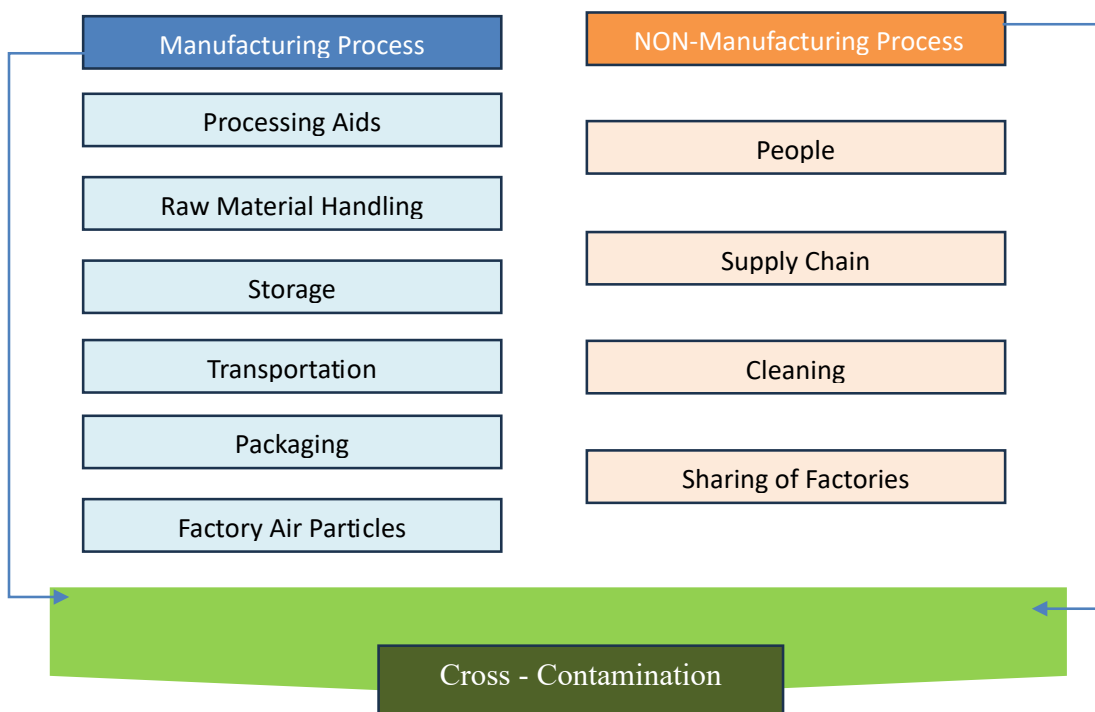 Manufacturing Process
Processing Aids
Raw Material Handling
Storage
Transportation
Packaging
Factory Air Particles
NON-Manufacturing Process
People
Supply Chain
Cleaning
Sharing of Factories
Cross - Contamination